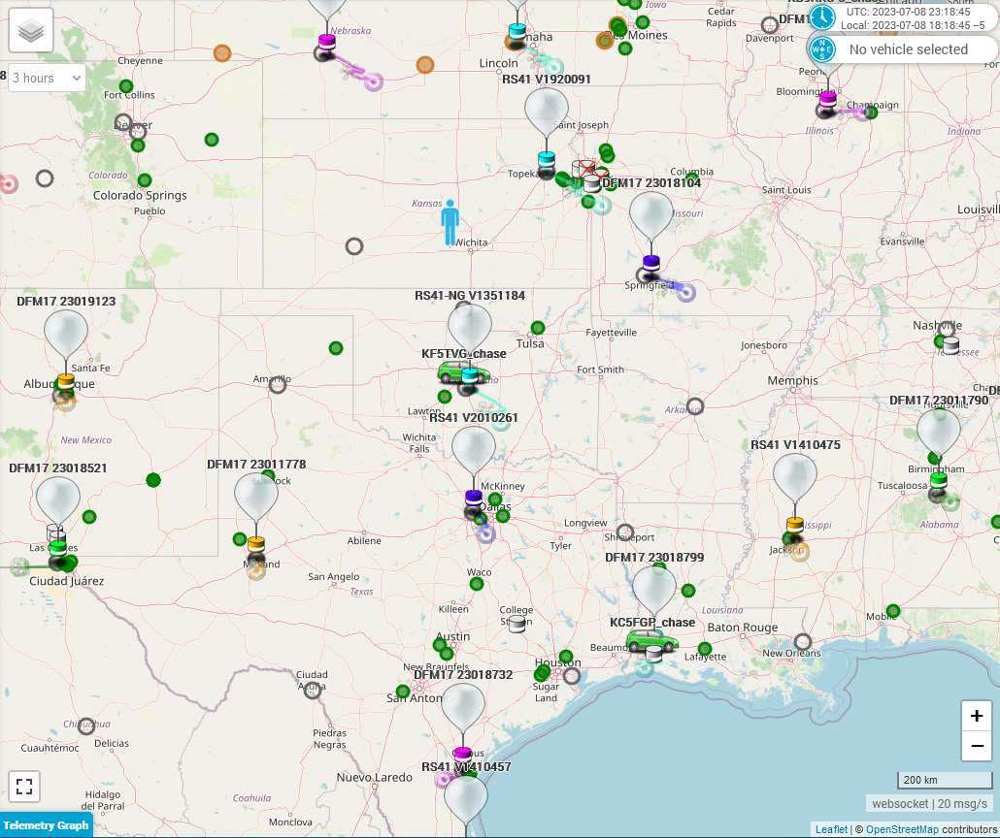 Nebraska
Omaha
Lincoln
Iowa
Des Moines
Cedar
Rapids
UTC: 2023-07-08 23:18:45
Local: 2023-07-08 18:18:45 –5
Davenport
No vehicle selected
Cheyenne
3 hours
Fort Collins
Denver
Colorado
Colorado Springs
Pueblo
RS41 V1920091
Saint Joseph
Topeka
Columbia
DFM17 23018104
Peoria
Bloomington
Champaign
Illinois
Indiana
Saint Louis
Louisville
Evansville
Kansas
Wichita
Missouri
Springfield
DFM17 23019123
Santa Fe
Albuquerque
New Mexico
RS41-NG V1351184
KF5TVG_chase
Tulsa
Fayetteville
Fort Smith
Jonesboro
Nashville
Tennessee
Memphis
Amarillo
Lawton
RS41 V2010261
Wichita
Falls
Arkansas
DFM17 23011790
Huntsville
Birmingham
Tuscaloosa
Alabama
DFM17 23018521
Las Cruces
Ciudad Juárez
DFM17 23011778
Lubbock
Midland
McKinney
Dallas
Abilene
Longview
Tyler
Shreveport
RS41 V1410475
Mississippi
Jackson
San Angelo
Texas
Waco
Killeen
College
Station
DFM17 23018799
KC5FGP_chase
Louisiana
Baton Rouge
Beaumont
Lafayette
New Orleans
Mobile
Austin
New Braunfels
DFM17 23018732
San Antonio
Houston
Sugar
Land
Ciudad
Acuña
Piedras
Negras
Chihuahua
Cuauhtémoc
Delicias
Corpus
RS41 V1410457
Nuevo Laredo
Hidalgo
del Parral
Coahuila
Monclova
+
−
200 km
websocket | 20 msg/s
Telemetry Graph
Leaflet | © OpenStreetMap contributors